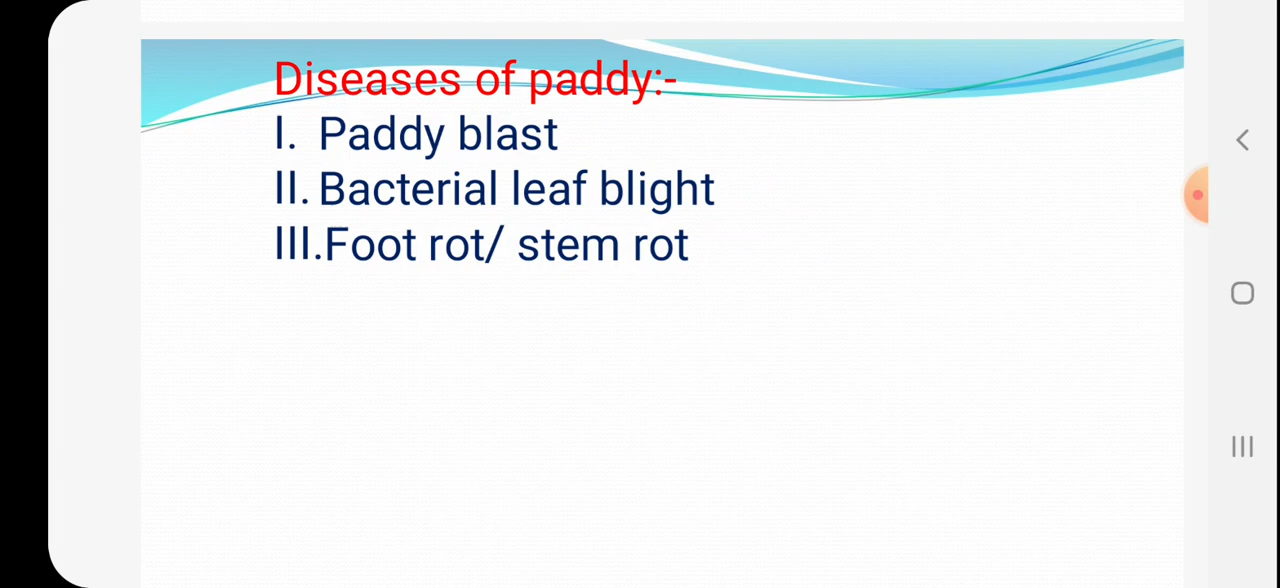 Diseases of paddy:-
I. Paddy blast
II. Bacterial leaf blight
III.Foot rot/ stem rot